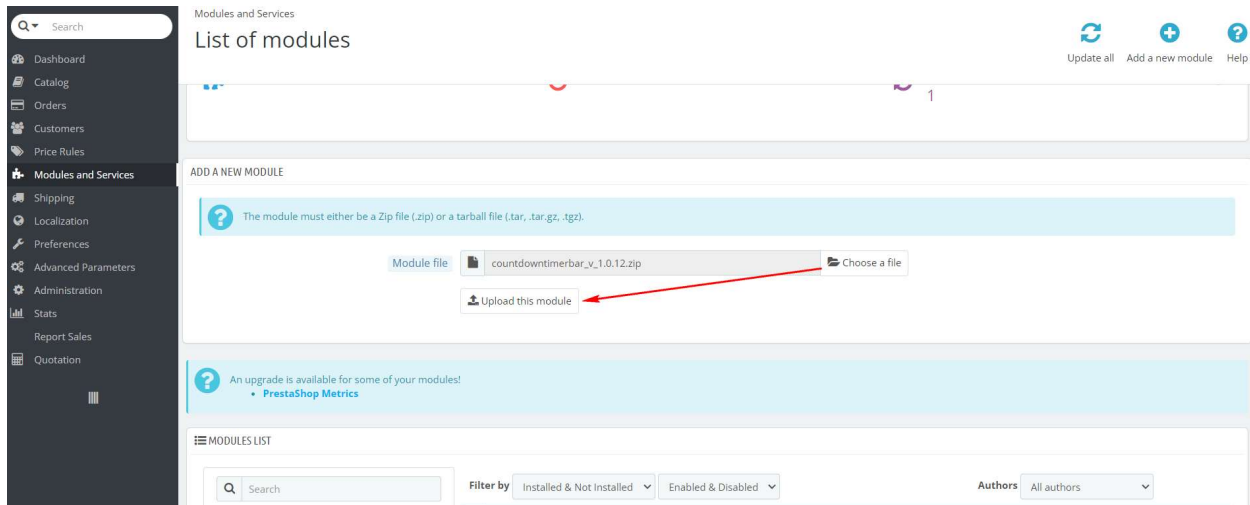 Search
Dashboard
Catalog
Orders
Customers
Price Rules
Modules and Services
Shipping
Localization
Preferences
Advanced Parameters
Administration
Stats
Report Sales
Quotation
Modules and Services
List of modules
Update all Add a new module Help
1
ADD A NEW MODULE
The module must either be a Zip file (.zip) or a tarball file (.tar, .tar.gz, .tgz).
Module file countdowntimerbar_v_1.0.12.zip Choose a file
Upload this module
An upgrade is available for some of your modules!
• PrestaShop Metrics
MODULES LIST
Search Filter by Installed & Not Installed Enabled & Disabled Authors All authors